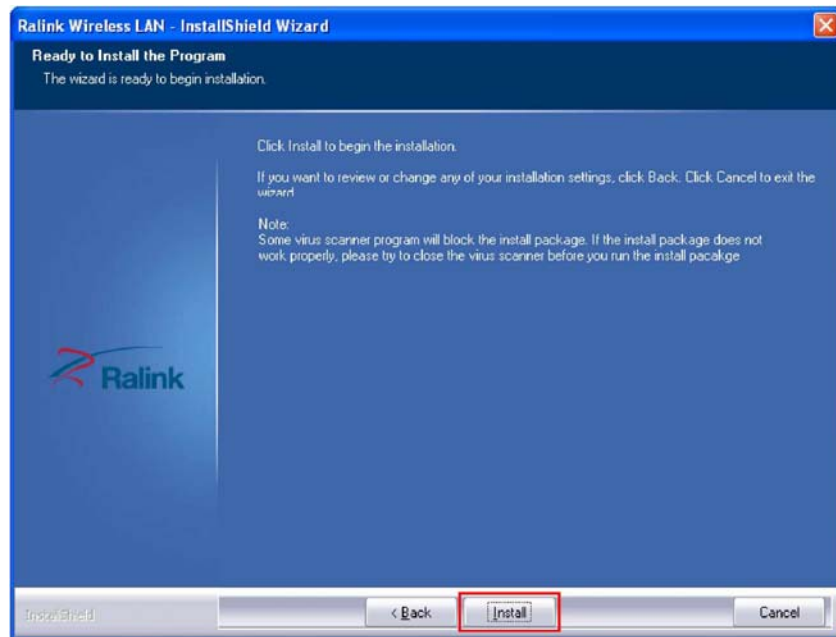 Ralink Wireless LAN - InstallShield Wizard
Ready to Install the Program
The wizard is ready to begin installation.
Click Install to begin the installation.
If you want to review or change any of your installation settings, click Back. Click Cancel to exit the
wizard
Note:
Some virus scanner program will block the install package. If the install package does not
work properly, please try to close the virus scanner before you run the install pacakge
Ralink
InstallShield
< Back
Install
Cancel